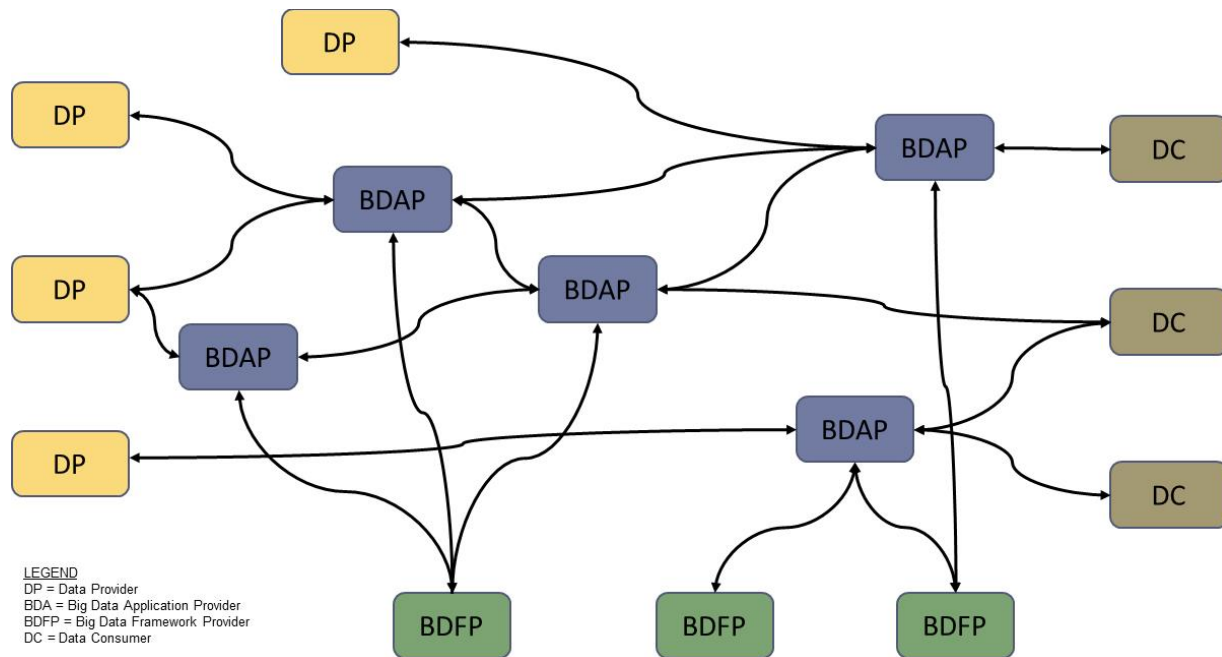 DP
DP
BDAP
DC
BDAP
DP
BDAP
DC
BDAP
BDAP
DP
DC
LEGEND
DP = Data Provider
BDA = Big Data Application Provider
BDFP = Big Data Framework Provider
DC = Data Consumer
BDFP
BDFP
BDFP